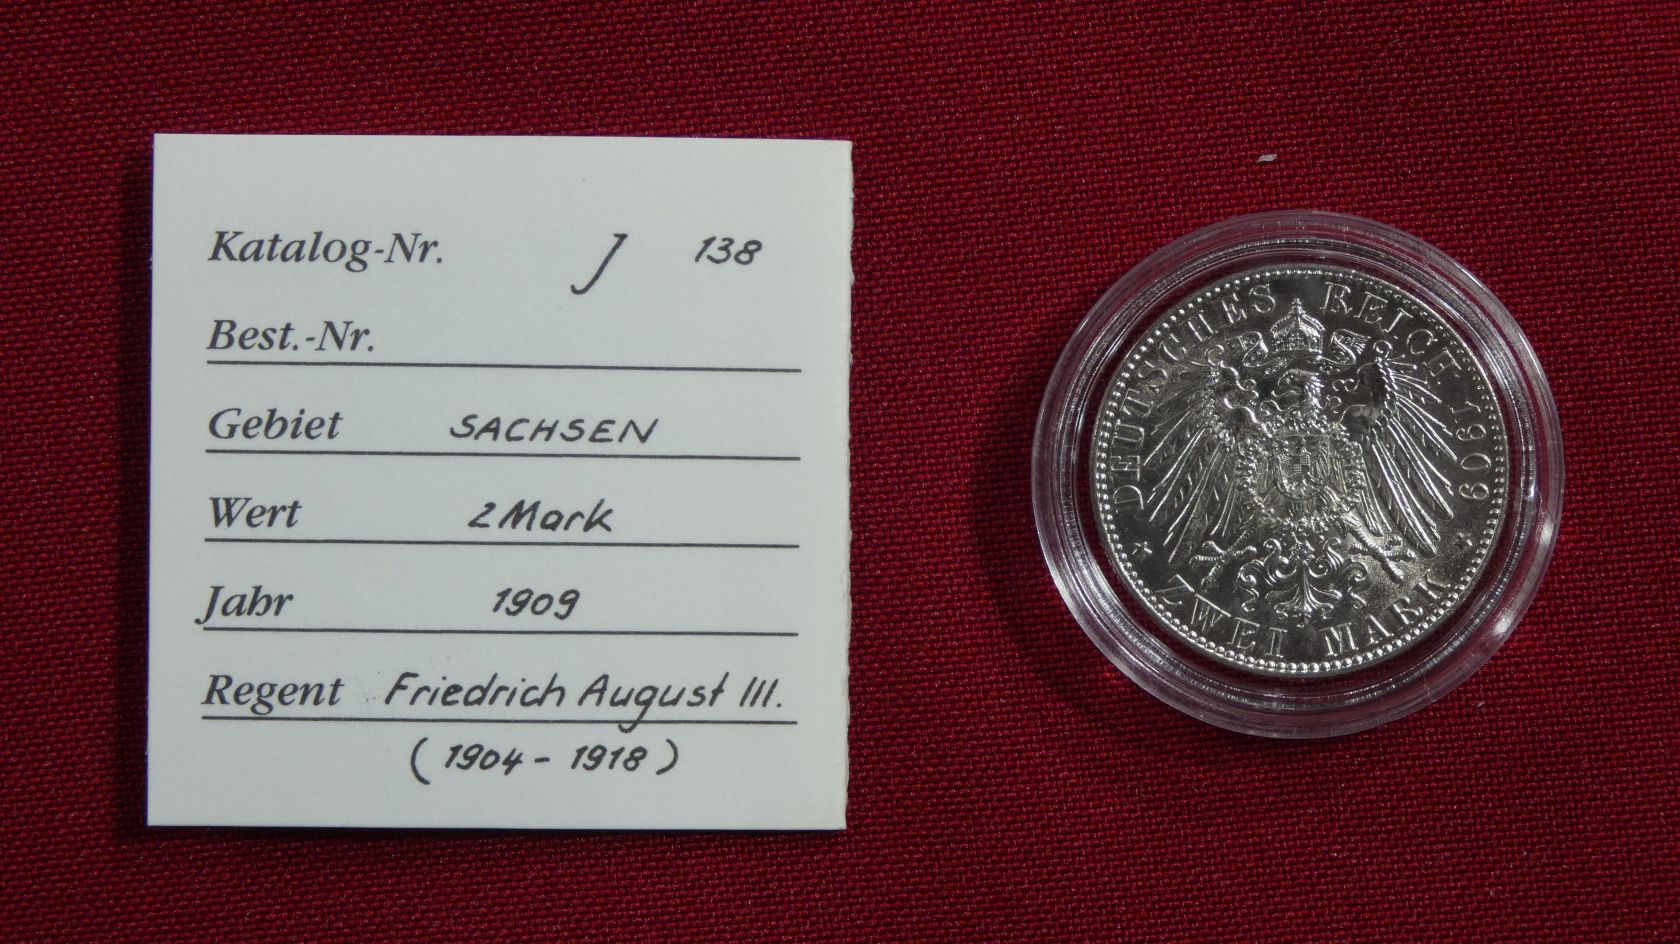 Katalog-Nr. J 138
Best.-Nr.
Gebiet SACHSEN
Wert 2 Mark
Jahr 1909
Regent Friedrich August III.
(1904 - 1918)
DEUTSCHES REICH 1909
ZWEI MARK